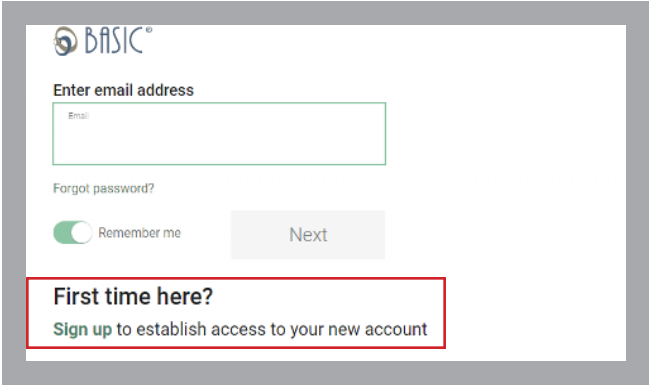 BASIC®
Enter email address
Email
Forgot password?
Remember me
Next
First time here?
Sign up to establish access to your new account